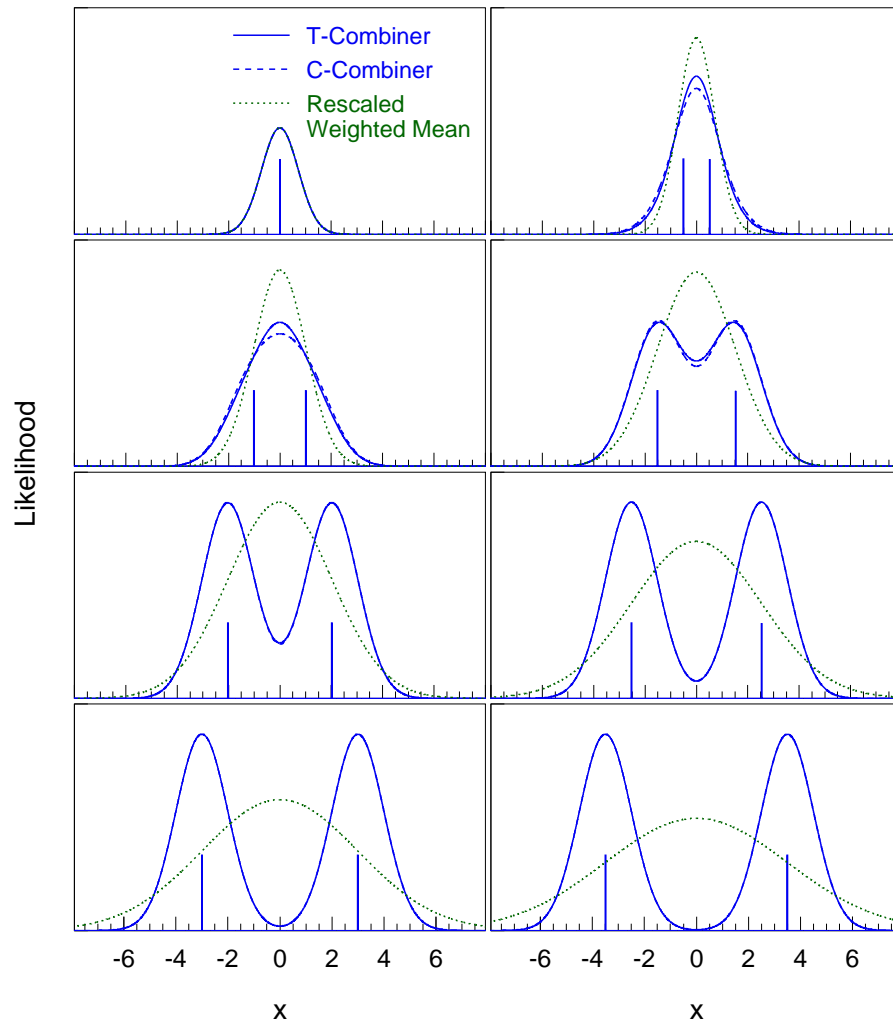 T-Combiner
C-Combiner
Rescaled
Weighted Mean
Likelihood
-6 -4 -2 0 2 4 6
-6 -4 -2 0 2 4 6
x
x